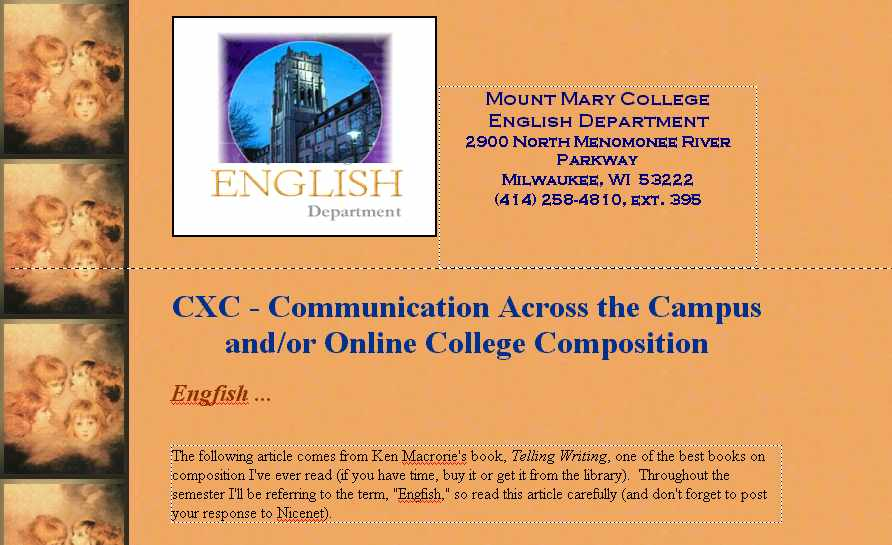 ENGLISH
Department
Mount Mary College
English Department
2900 North Menomonee River
Parkway
Milwaukee, WI 53222
(414) 258-4810, ext. 395
CXC - Communication Across the Campus
and/or Online College Composition
Engfish ...
The following article comes from Ken Macrorie's book, Telling Writing, one of the best books on
composition I've ever read (if you have time, buy it or get it from the library). Throughout the
semester I'll be referring to the term, "Engfish," so read this article carefully (and don't forget to post
your response to Nicenet).